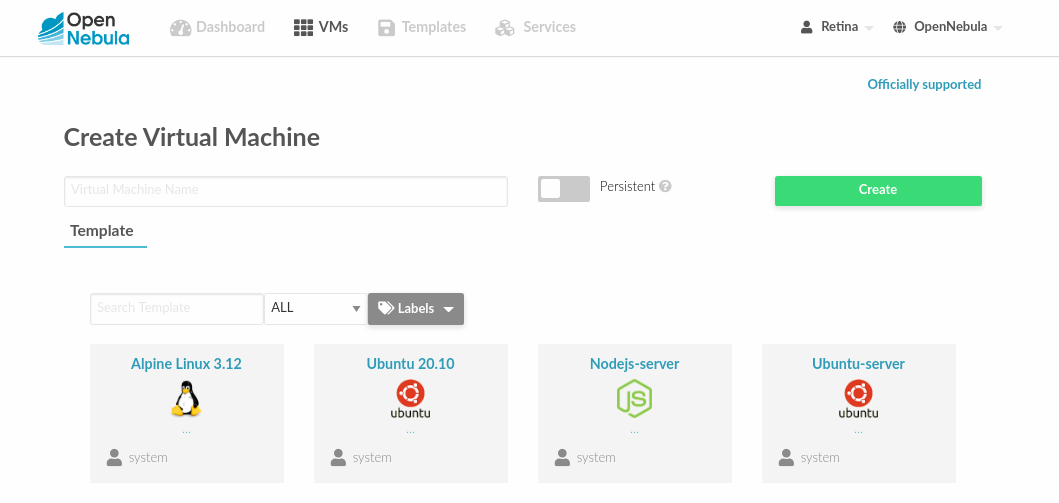 Open
Nebula
Dashboard VMs Templates Services Retina OpenNebula
Officially supported
Create Virtual Machine
Virtual Machine Name
Persistent ?
Create
Template
Search Template ALL Labels
Alpine Linux 3.12 Ubuntu 20.10 Nodejs-server Ubuntu-server
ubuntu JS ubuntu
... ... ... ...
system system system system